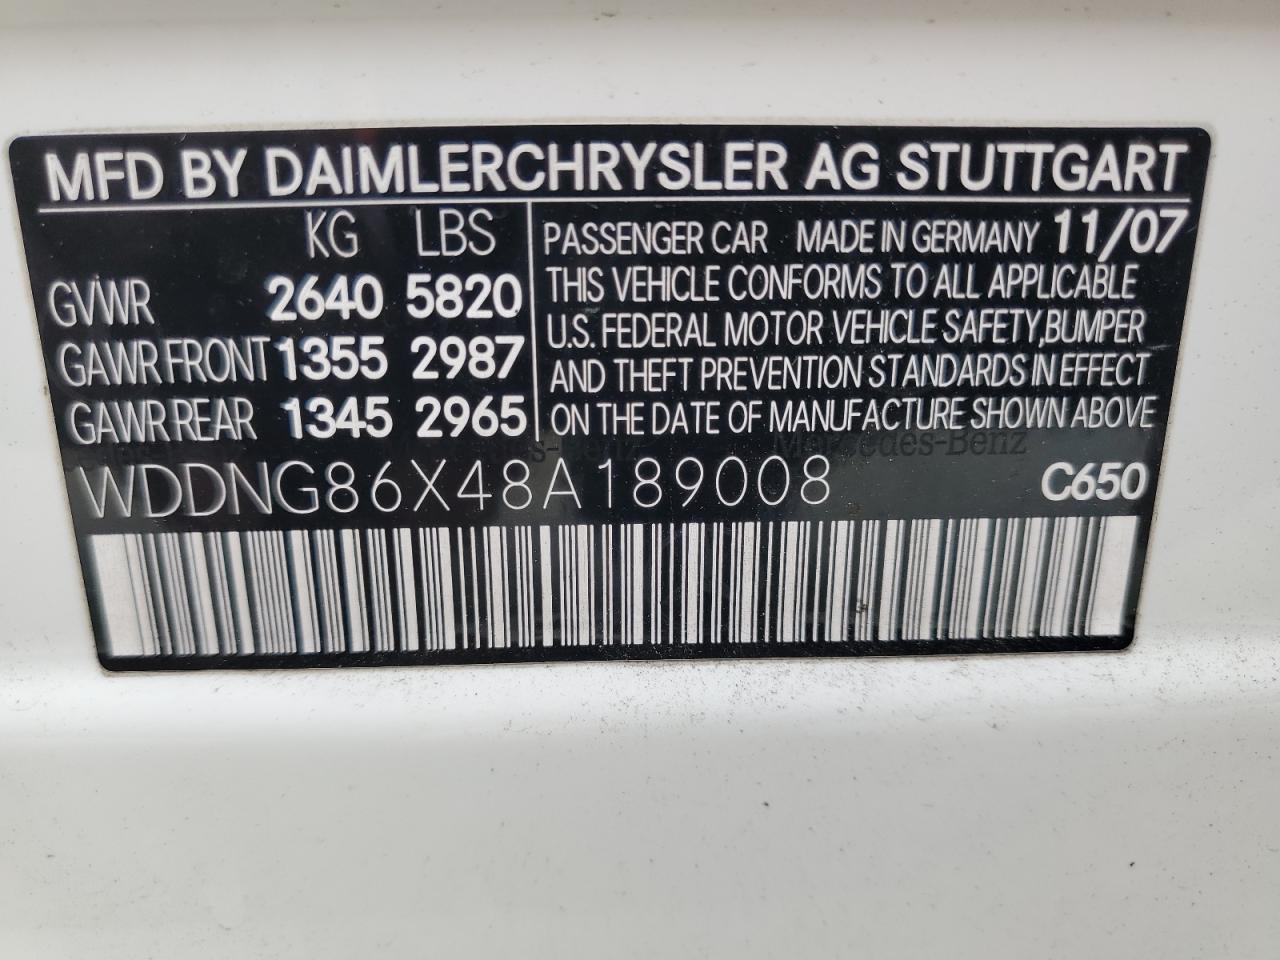 MFD BY DAIMLERCHRYSLER AG STUTTGART
KG LBS
GVWR 2640 5820
GAWR FRONT 1355 2987
GAWR REAR 1345 2965
PASSENGER CAR MADE IN GERMANY 11/07
THIS VEHICLE CONFORMS TO ALL APPLICABLE
U.S. FEDERAL MOTOR VEHICLE SAFETY, BUMPER
AND THEFT PREVENTION STANDARDS IN EFFECT
ON THE DATE OF MANUFACTURE SHOWN ABOVE
Mercedes-Benz
WDDNG86X48A189008 C650